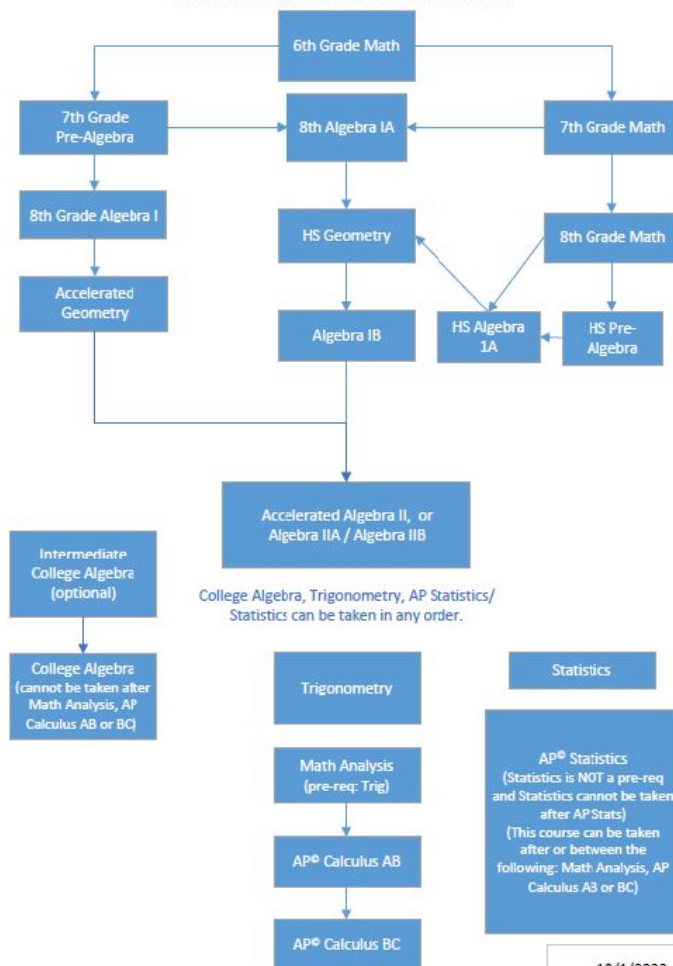 6th Grade Math
7th Grade
Pre-Algebra
8th Algebra IA
7th Grade Math
8th Grade Algebra I
HS Geometry
8th Grade Math
Accelerated
Geometry
Algebra IB
HS Algebra
1A
HS Pre-
Algebra
Accelerated Algebra II, or
Algebra IIA / Algebra IIB
Intermediate
College Algebra
(optional)
College Algebra, Trigonometry, AP Statistics/
Statistics can be taken in any order.
College Algebra
(cannot be taken after
Math Analysis, AP
Calculus AB or BC)
Trigonometry
Statistics
Math Analysis
(pre-req: Trig)
AP© Calculus AB
AP© Calculus BC
AP© Statistics
(Statistics is NOT a pre-req
and Statistics cannot be taken
after AP Stats)
(This course can be taken
after or between the
following: Math Analysis, AP
Calculus AB or BC)